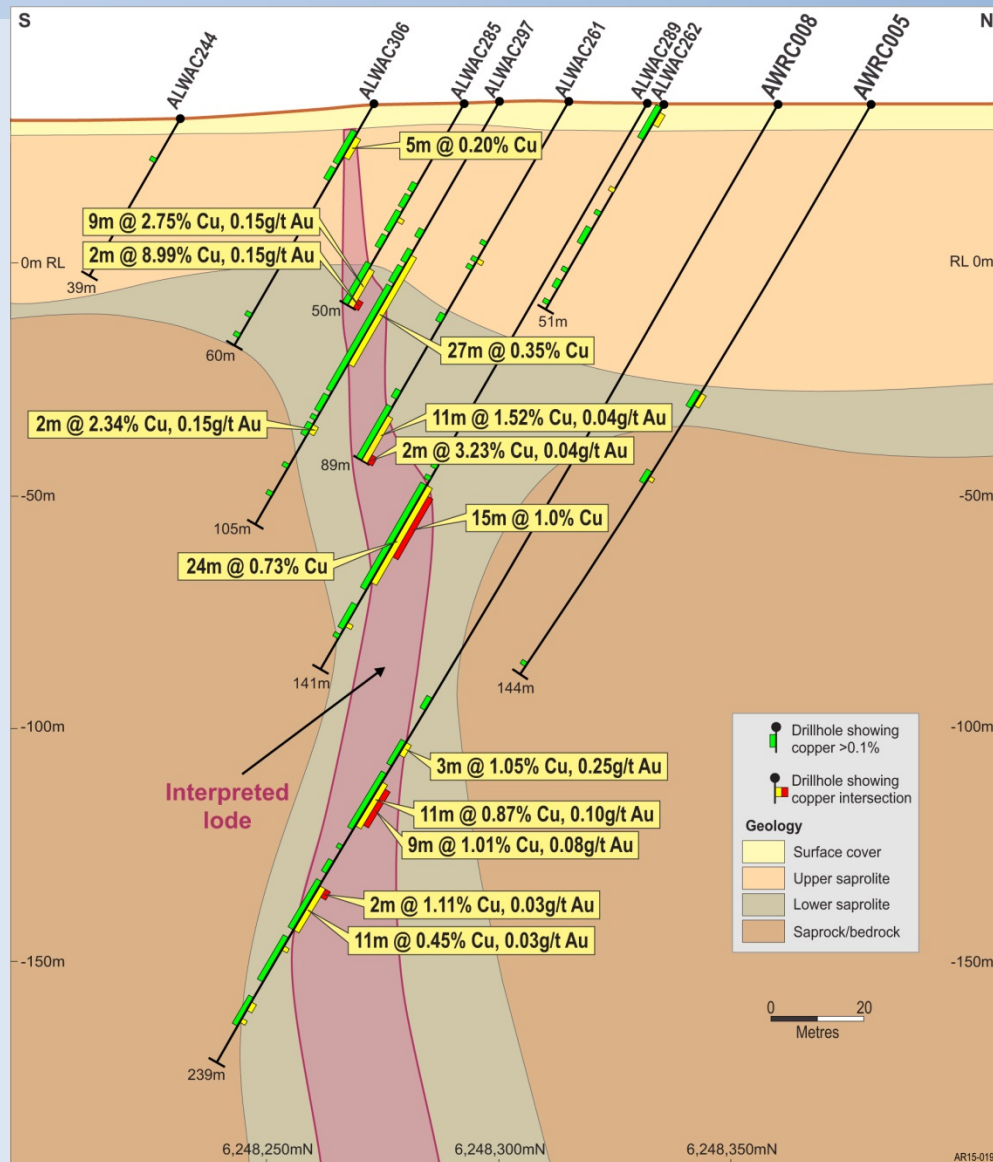 S
N
ALWAC244
ALWAC306
ALWAC285
ALWAC297
ALWAC261
ALWAC289
ALWAC262
AWRC008
AWRC005
5m @ 0.20% Cu
9m @ 2.75% Cu, 0.15g/t Au
2m @ 8.99% Cu, 0.15g/t Au
0m RL
RL 0m
39m
50m
51m
60m
27m @ 0.35% Cu
2m @ 2.34% Cu, 0.15g/t Au
11m @ 1.52% Cu, 0.04g/t Au
2m @ 3.23% Cu, 0.04g/t Au
89m
-50m
-50m
105m
15m @ 1.0% Cu
24m @ 0.73% Cu
141m
144m
-100m
-100m
Interpreted
lode
3m @ 1.05% Cu, 0.25g/t Au
11m @ 0.87% Cu, 0.10g/t Au
9m @ 1.01% Cu, 0.08g/t Au
2m @ 1.11% Cu, 0.03g/t Au
11m @ 0.45% Cu, 0.03g/t Au
-150m
-150m
239m
Drillhole showing
copper >0.1%
Drillhole showing
copper intersection
Geology
Surface cover
Upper saprolite
Lower saprolite
Saprock/bedrock
0 20
Metres
6,248,250mN
6,248,300mN
6,248,350mN
AR15-019